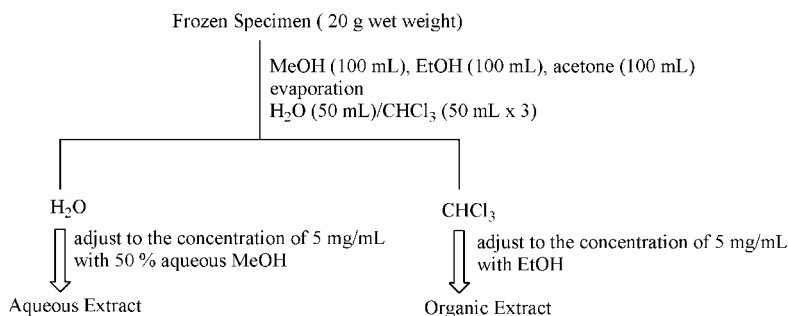 Frozen Specimen ( 20 g wet weight)
MeOH (100 mL), EtOH (100 mL), acetone (100 mL)
evaporation
H₂O (50 mL)/CHCl₃ (50 mL x 3)
H₂O
adjust to the concentration of 5 mg/mL
with 50 % aqueous MeOH
Aqueous Extract
CHCl₃
adjust to the concentration of 5 mg/mL
with EtOH
Organic Extract